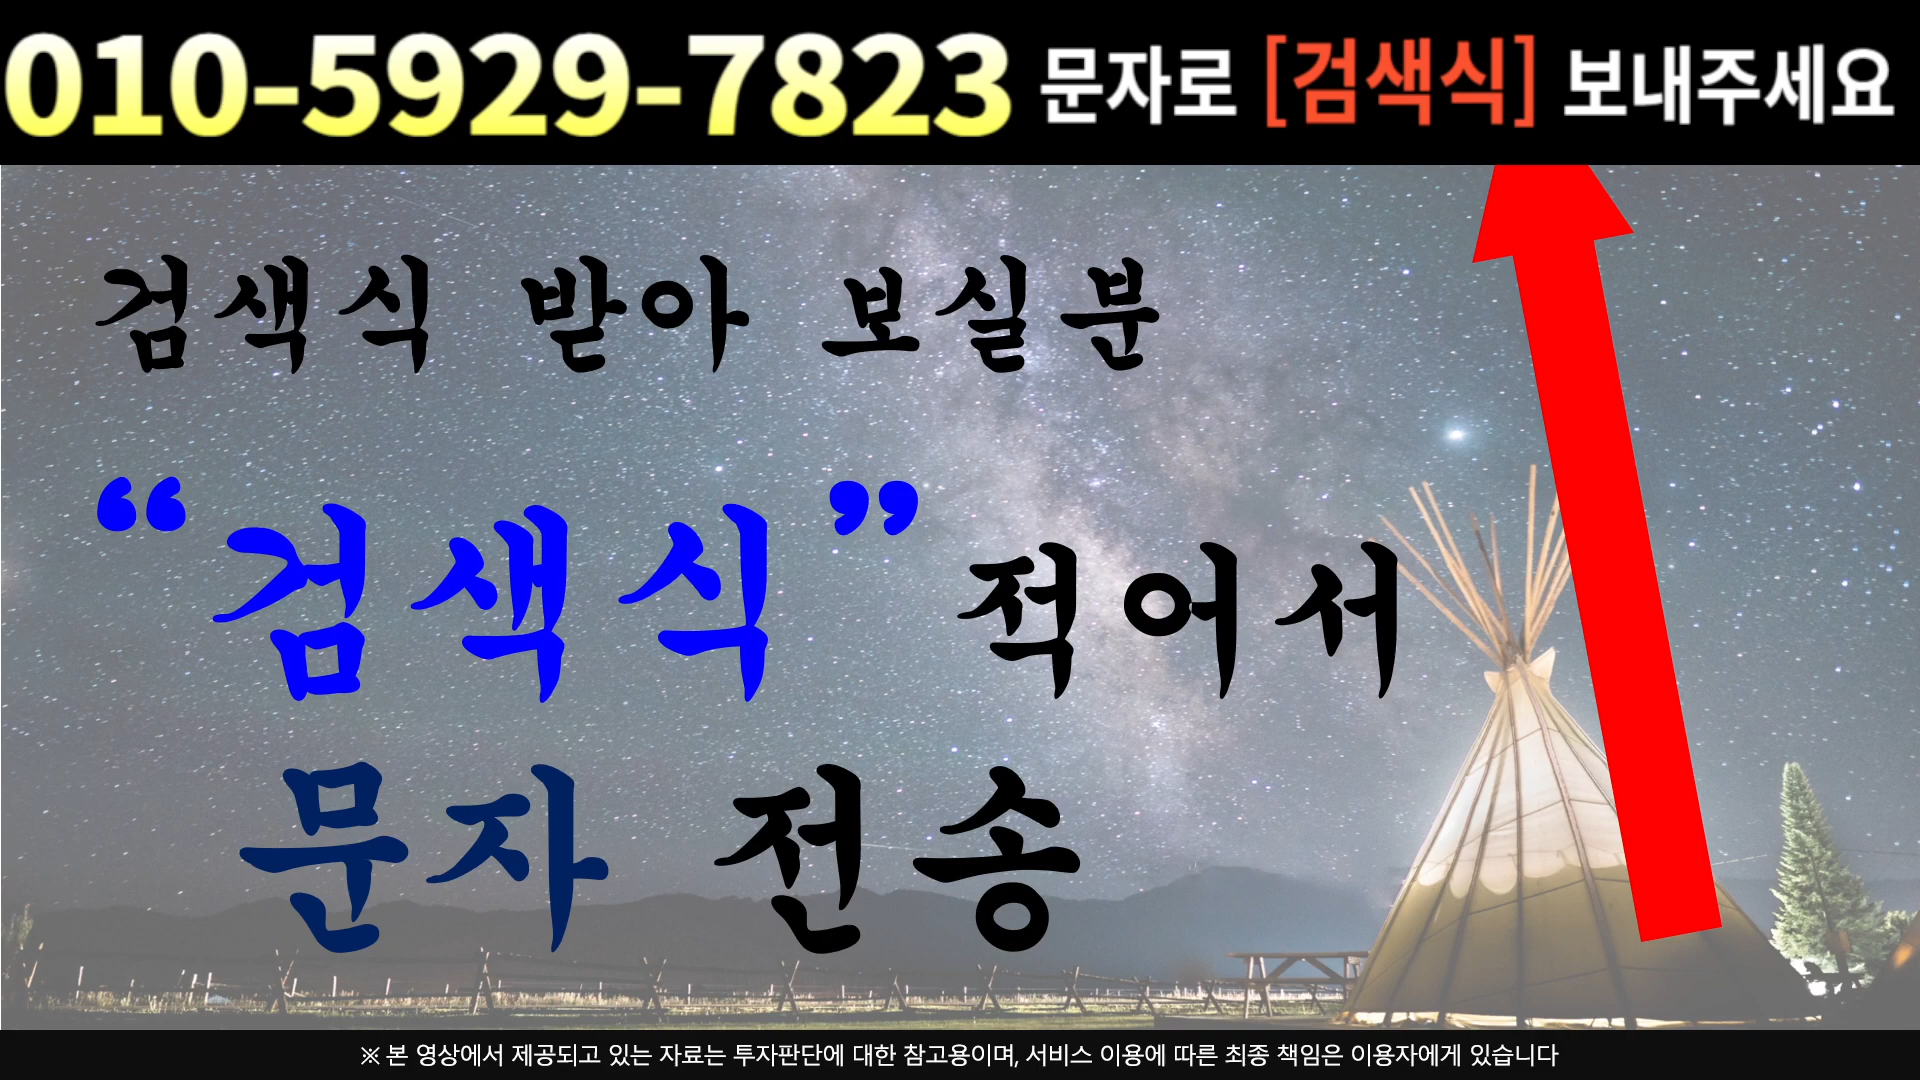 010-5929-7823 문자로 [검색식] 보내주세요
검색식 받아 보실분
“검색식” 적어서
문자 전송
※ 본 영상에서 제공되고 있는 자료는 투자판단에 대한 참고용이며, 서비스 이용에 따른 최종 책임은 이용자에게 있습니다